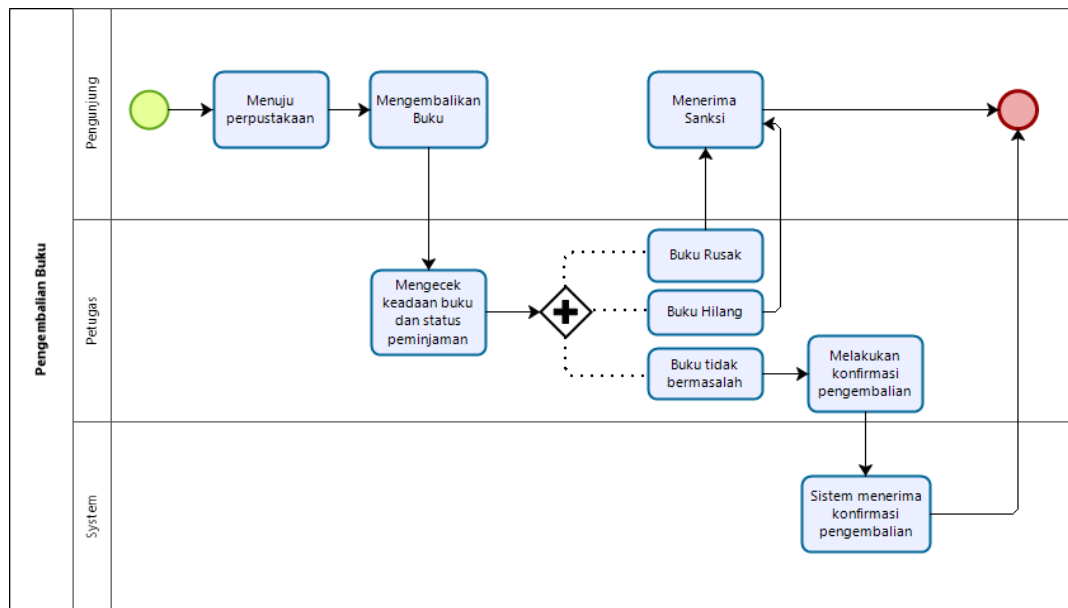 Pengembalian Buku
Pengunjung
Menuju
perpustakaan
Mengembalikan
Buku
Menerima
Sanksi
Petugas
Mengecek
keadaan buku
dan status
peminjaman
Buku Rusak
Buku Hilang
Buku tidak
bermasalah
Melakukan
konfirmasi
pengembalian
System
Sistem menerima
konfirmasi
pengembalian